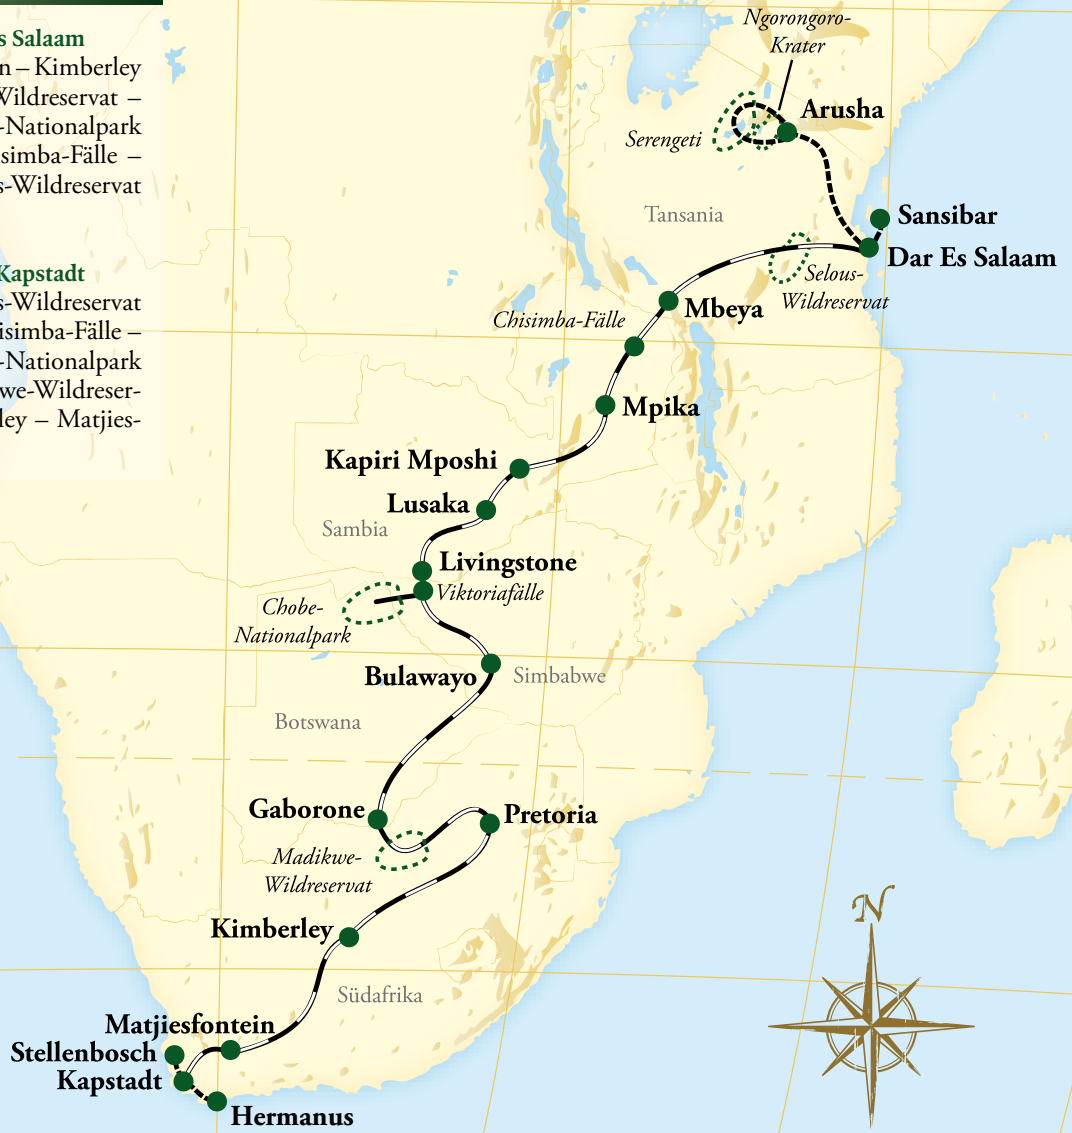 s Salaam
n – Kimberley
Wildreservat –
-Nationalpark
simba-Fälle –
s-Wildreservat
Kapstadt
s-Wildreservat
isimba-Fälle –
-Nationalpark
we-Wildreser-
ley – Matjies-
Ngorongoro-
Krater
Arusha
Serengeti
Tansania
Sansibar
Dar Es Salaam
Selous-
Wildreservat
Mbeya
Chisimba-Fälle
Mpika
Kapiri Mposhi
Lusaka
Sambia
Livingstone
Viktoriafälle
Chobe-
Nationalpark
Bulawayo
Simbabwe
Botswana
Gaborone
Pretoria
Madikwe-
Wildreservat
Kimberley
Südafrika
Matjiesfontein
Stellenbosch
Kapstadt
Hermanus
N